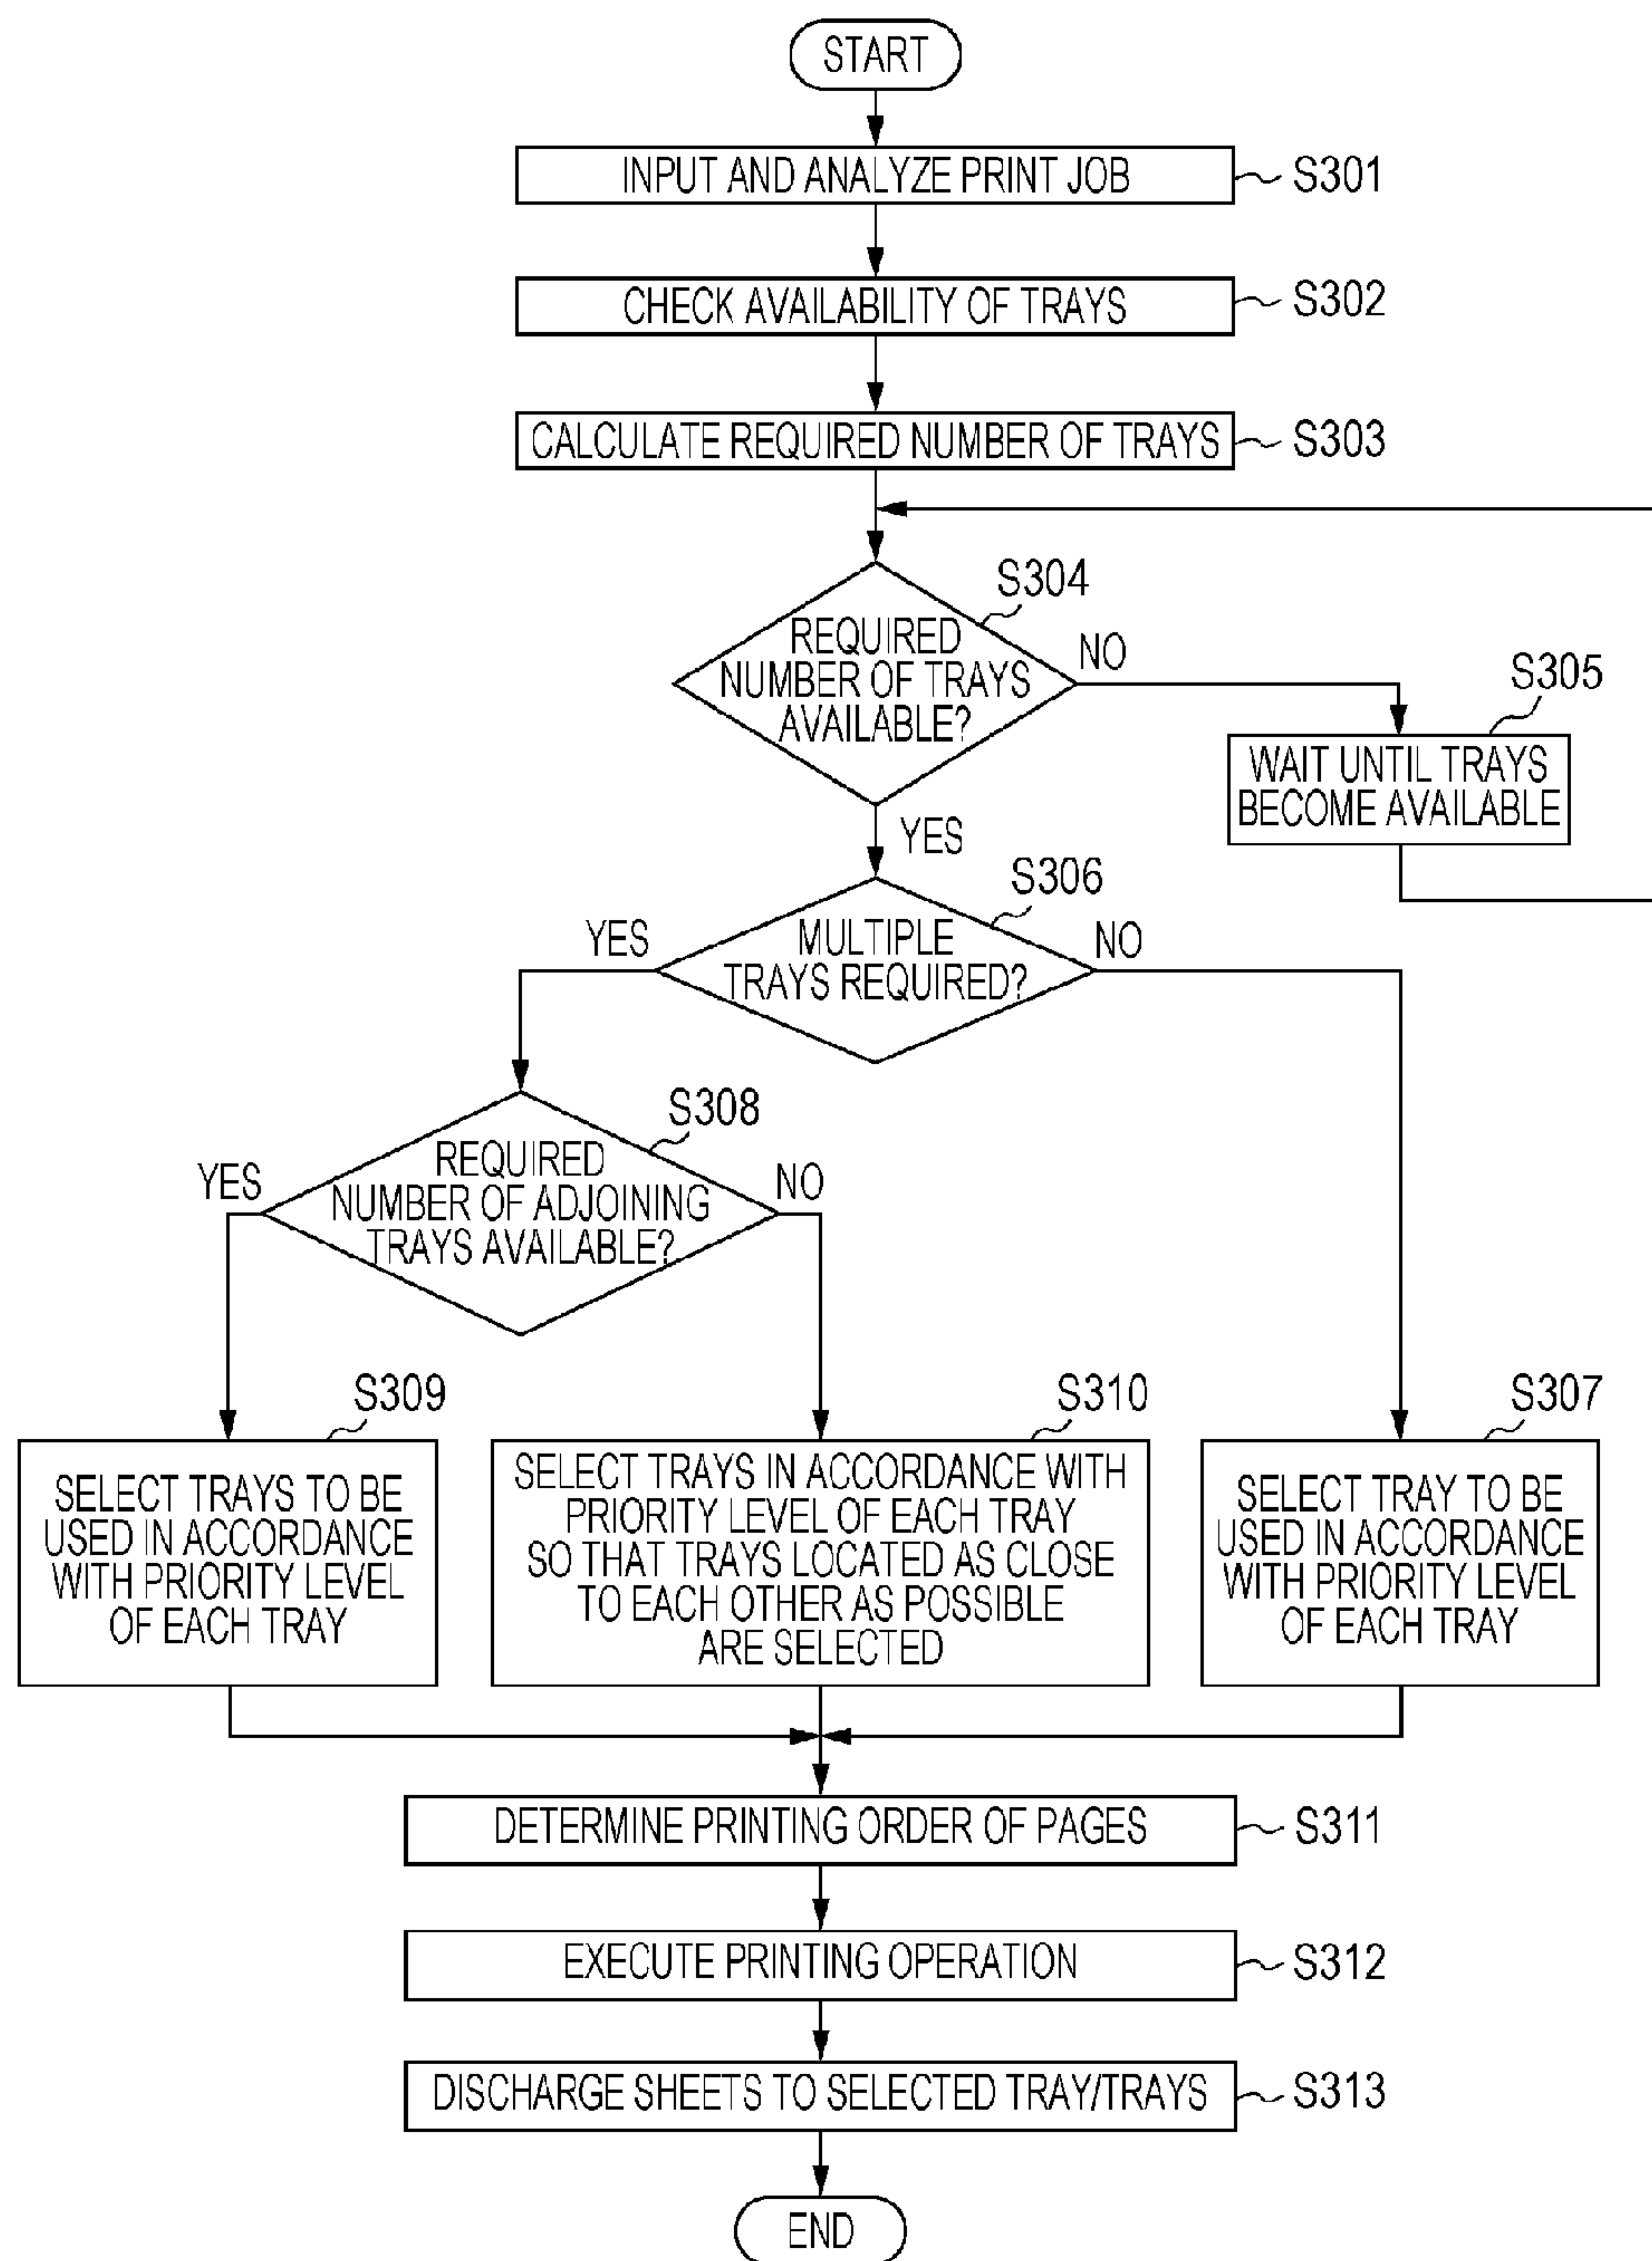 START
INPUT AND ANALYZE PRINT JOB
S301
CHECK AVAILABILITY OF TRAYS
S302
CALCULATE REQUIRED NUMBER OF TRAYS
S303
S304
REQUIRED
NUMBER OF TRAYS
AVAILABLE?
NO
S305
WAIT UNTIL TRAYS
BECOME AVAILABLE
YES
S306
YES
MULTIPLE
TRAYS REQUIRED?
NO
S308
YES
REQUIRED
NUMBER OF ADJOINING
TRAYS AVAILABLE?
NO
S309
SELECT TRAYS TO BE
USED IN ACCORDANCE
WITH PRIORITY LEVEL
OF EACH TRAY
S310
SELECT TRAYS IN ACCORDANCE WITH
PRIORITY LEVEL OF EACH TRAY
SO THAT TRAYS LOCATED AS CLOSE
TO EACH OTHER AS POSSIBLE
ARE SELECTED
S307
SELECT TRAY TO BE
USED IN ACCORDANCE
WITH PRIORITY LEVEL
OF EACH TRAY
DETERMINE PRINTING ORDER OF PAGES
S311
EXECUTE PRINTING OPERATION
S312
DISCHARGE SHEETS TO SELECTED TRAY/TRAYS
S313
END